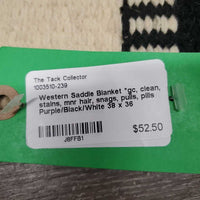 The Tack Collector
1003510-239
Western Saddle Blanket *gc, clean,
stains, mnr hair, snags, pulls, pills
Purple/Black/White 38 x 36
$52.50
J8FFB1